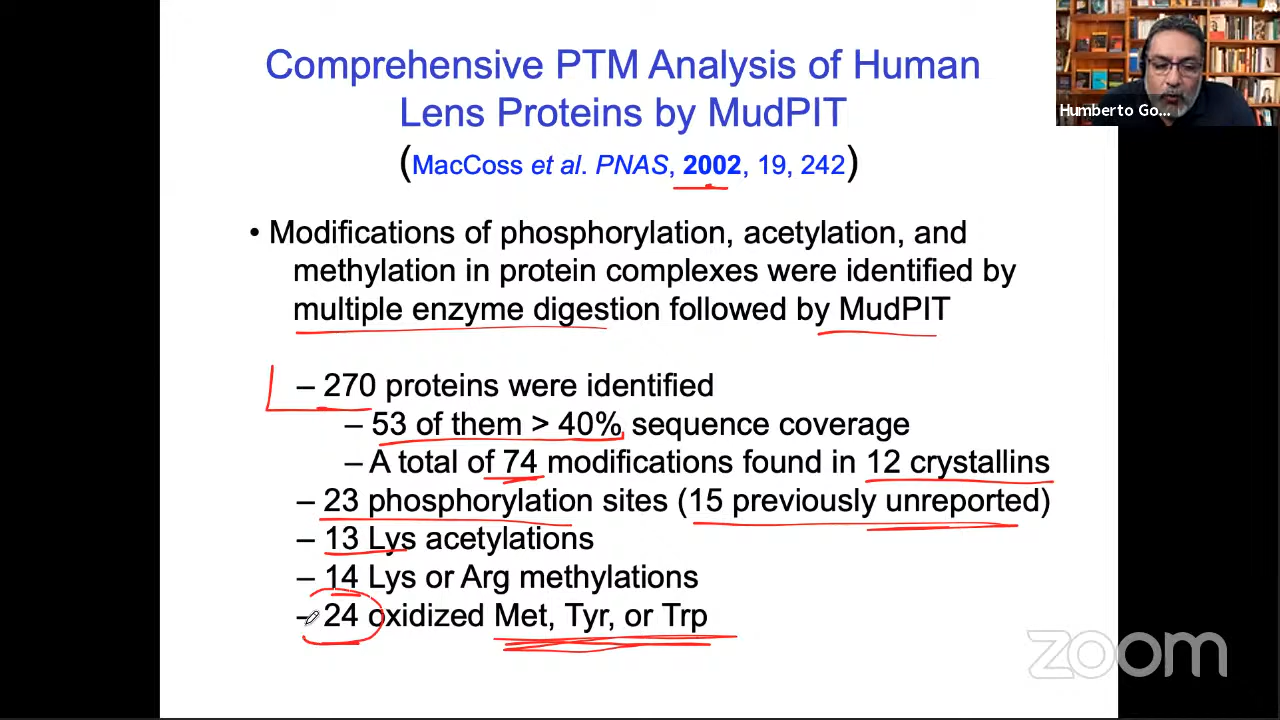 Comprehensive PTM Analysis of Human
Lens Proteins by MudPIT
(MacCoss et al. PNAS, 2002, 19, 242)
Humberto Go...
• Modifications of phosphorylation, acetylation, and
methylation in protein complexes were identified by
multiple enzyme digestion followed by MudPIT
– 270 proteins were identified
– 53 of them > 40% sequence coverage
– A total of 74 modifications found in 12 crystallins
– 23 phosphorylation sites (15 previously unreported)
– 13 Lys acetylations
– 14 Lys or Arg methylations
– 24 oxidized Met, Tyr, or Trp
zoom